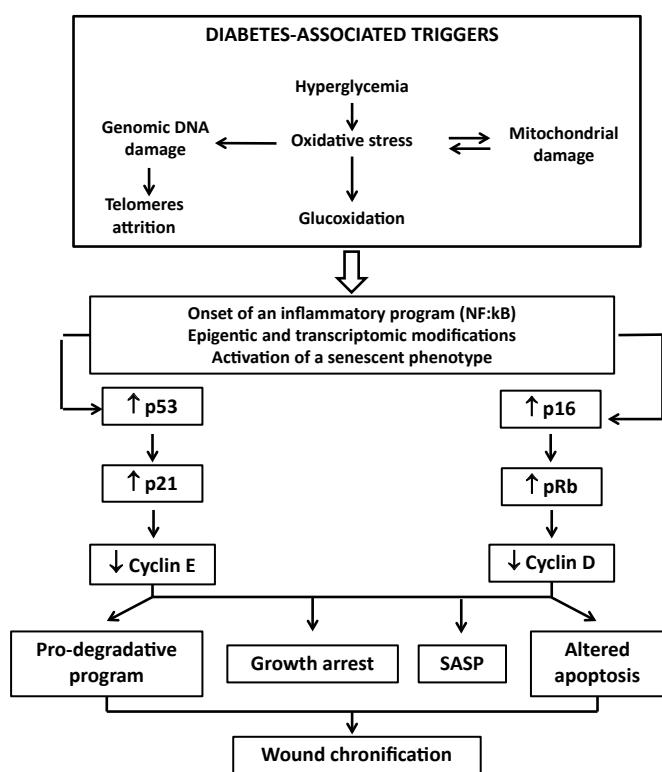 DIABETES-ASSOCIATED TRIGGERS
Hyperglycemia
Genomic DNA
damage
Oxidative stress
Mitochondrial
damage
Telomeres
attrition
Glucoxidation
Onset of an inflammatory program (NF:kB)
Epigentic and transcriptomic modifications
Activation of a senescent phenotype
↑ p53
↑ p16
↑ p21
↑ pRb
↓ Cyclin E
↓ Cyclin D
Pro-degradative
program
Growth arrest
SASP
Altered
apoptosis
Wound chronification